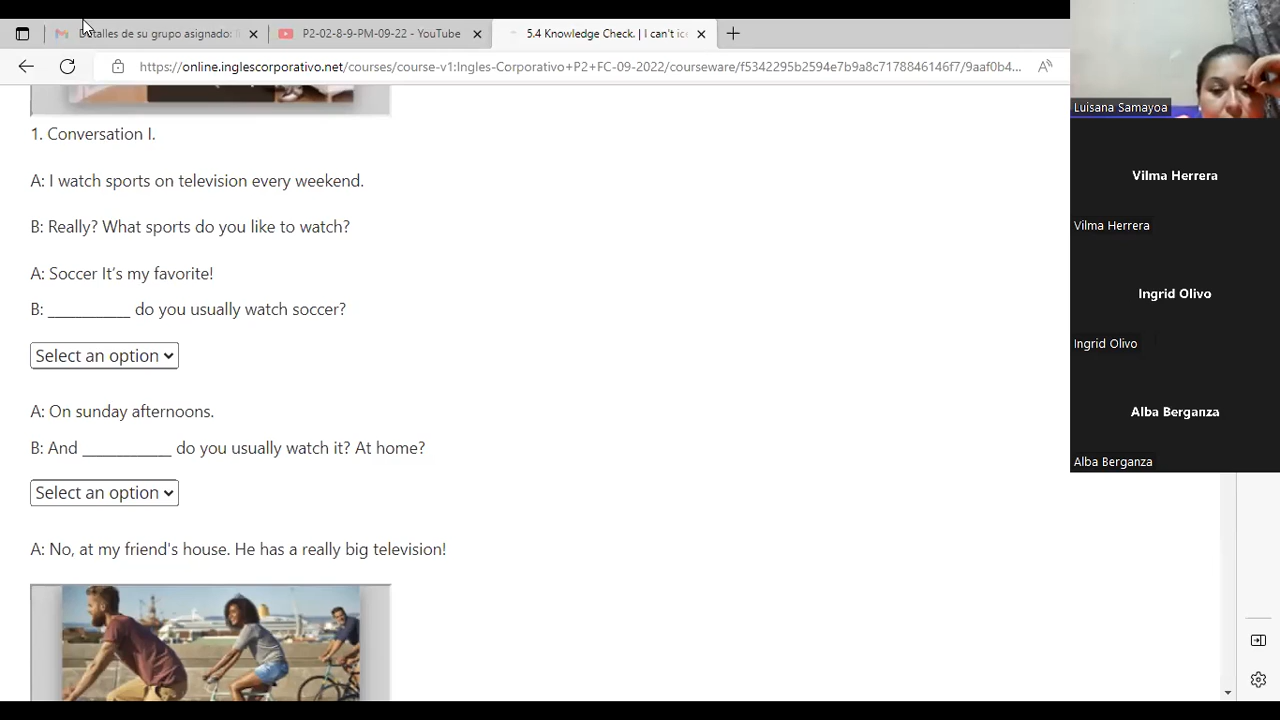 Detalles de su grupo asignado: I
P2-02-8-9-PM-09-22 - YouTube
5.4 Knowledge Check. | I can't ice
https://online.inglescorporativo.net/courses/course-v1:Ingles-Corporativo+P2+FC-09-2022/courseware/f5342295b2594e7b9a8c7178846146f7/9aaf0b4...
1. Conversation I.
A: I watch sports on television every weekend.
B: Really? What sports do you like to watch?
A: Soccer It's my favorite!
B: ___________ do you usually watch soccer?
Select an option
A: On sunday afternoons.
B: And ____________ do you usually watch it? At home?
Select an option
A: No, at my friend's house. He has a really big television!
Luisana Samayoa
Vilma Herrera
Vilma Herrera
Ingrid Olivo
Ingrid Olivo
Alba Berganza
Alba Berganza